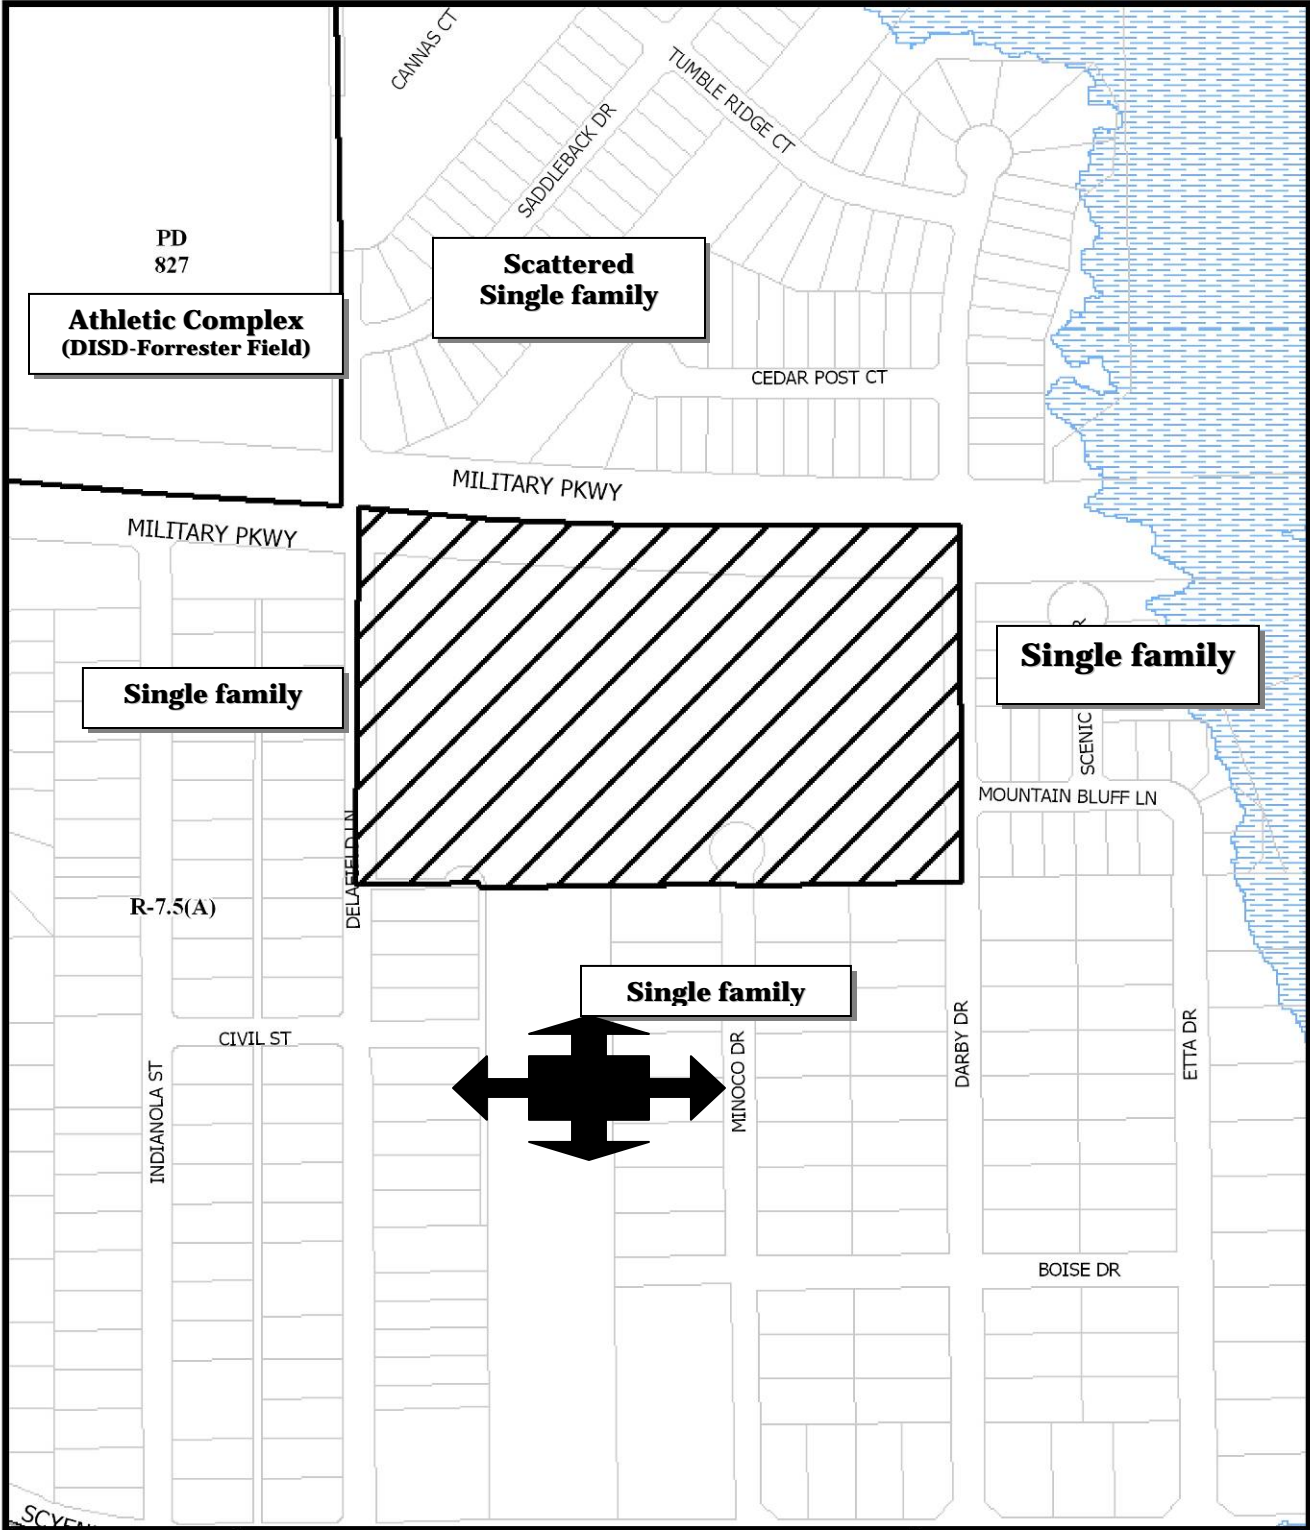 CANNAS CT
TUMBLE RIDGE CT
SADDLEBACK DR
PD
827
Scattered
Single family
Athletic Complex
(DISD-Forrester Field)
CEDAR POST CT
MILITARY PKWY
MILITARY PKWY
Single family
Single family
SCENIC
MOUNTAIN BLUFF LN
DELAFIELD LN
R-7.5(A)
Single family
CIVIL ST
INDIANOLA ST
MINOCO DR
DARBY DR
ETTA DR
BOISE DR